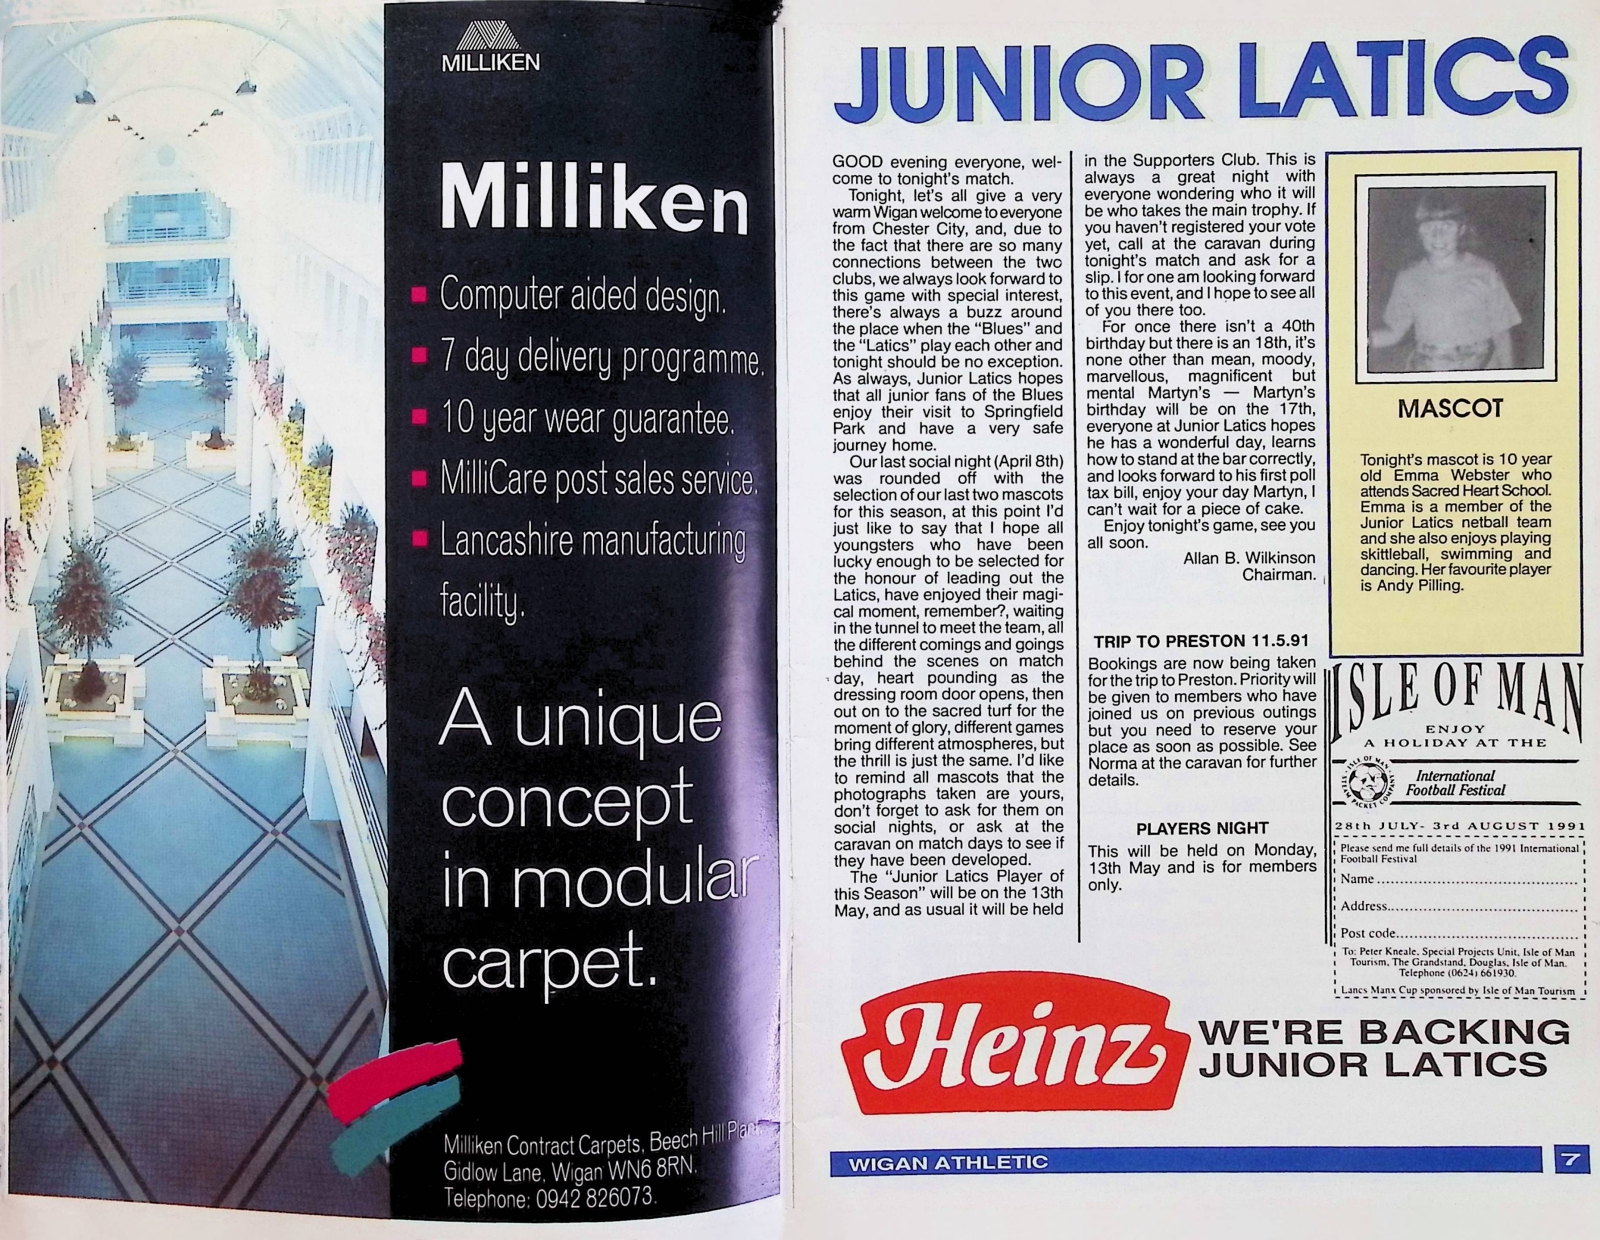 MILLIKEN
Milliken
Computer aided design.
7 day delivery programme.
10 year wear guarantee.
MilliCare post sales service.
Lancashire manufacturing
facility.
A unique
concept
in modular
carpet.
Milliken Contract Carpets, Beech Hill Plant,
Gidlow Lane, Wigan WN6 8RN.
Telephone: 0942 826073.
JUNIOR LATICS
GOOD evening everyone, wel-
come to tonight's match.
Tonight, let's all give a very
warm Wigan welcome to everyone
from Chester City, and, due to
the fact that there are so many
connections between the two
clubs, we always look forward to
this game with special interest,
there's always a buzz around
the place when the “Blues” and
the “Latics” play each other and
tonight should be no exception.
As always, Junior Latics hopes
that all junior fans of the Blues
enjoy their visit to Springfield
Park and have a very safe
journey home.
Our last social night (April 8th)
was rounded off with the
selection of our last two mascots
for this season, at this point I'd
just like to say that I hope all
youngsters who have been
lucky enough to be selected for
the honour of leading out the
Latics, have enjoyed their magi-
cal moment, remember?, waiting
in the tunnel to meet the team, all
the different comings and goings
behind the scenes on match
day, heart pounding as the
dressing room door opens, then
out on to the sacred turf for the
moment of glory, different games
bring different atmospheres, but
the thrill is just the same. I'd like
to remind all mascots that the
photographs taken are yours,
don't forget to ask for them on
social nights, or ask at the
caravan on match days to see if
they have been developed.
The “Junior Latics Player of
this Season” will be on the 13th
May, and as usual it will be held
in the Supporters Club. This is
always a great night with
everyone wondering who it will
be who takes the main trophy. If
you haven't registered your vote
yet, call at the caravan during
tonight's match and ask for a
slip. I for one am looking forward
to this event, and I hope to see all
of you there too.
For once there isn't a 40th
birthday but there is an 18th, it's
none other than mean, moody,
marvellous, magnificent but
mental Martyn's — Martyn's
birthday will be on the 17th,
everyone at Junior Latics hopes
he has a wonderful day, learns
how to stand at the bar correctly,
and looks forward to his first poll
tax bill, enjoy your day Martyn, I
can't wait for a piece of cake.
Enjoy tonight's game, see you
all soon.
Allan B. Wilkinson
Chairman.
TRIP TO PRESTON 11.5.91
Bookings are now being taken
for the trip to Preston. Priority will
be given to members who have
joined us on previous outings
but you need to reserve your
place as soon as possible. See
Norma at the caravan for further
details.
PLAYERS NIGHT
This will be held on Monday,
13th May and is for members
only.
MASCOT
Tonight's mascot is 10 year
old Emma Webster who
attends Sacred Heart School.
Emma is a member of the
Junior Latics netball team
and she also enjoys playing
skittleball, swimming and
dancing. Her favourite player
is Andy Pilling.
ISLE OF MAN
ENJOY
A HOLIDAY AT THE
ISLE OF MAN
STEAM PACKET COMPANY
International
Football Festival
28th JULY- 3rd AUGUST 1991
Please send me full details of the 1991 International
Football Festival
Name
Address
Post code
To: Peter Kneale, Special Projects Unit, Isle of Man
Tourism, The Grandstand, Douglas, Isle of Man.
Telephone (0624) 661930.
Lancs Manx Cup sponsored by Isle of Man Tourism
Heinz
WE'RE BACKING
JUNIOR LATICS
WIGAN ATHLETIC
7